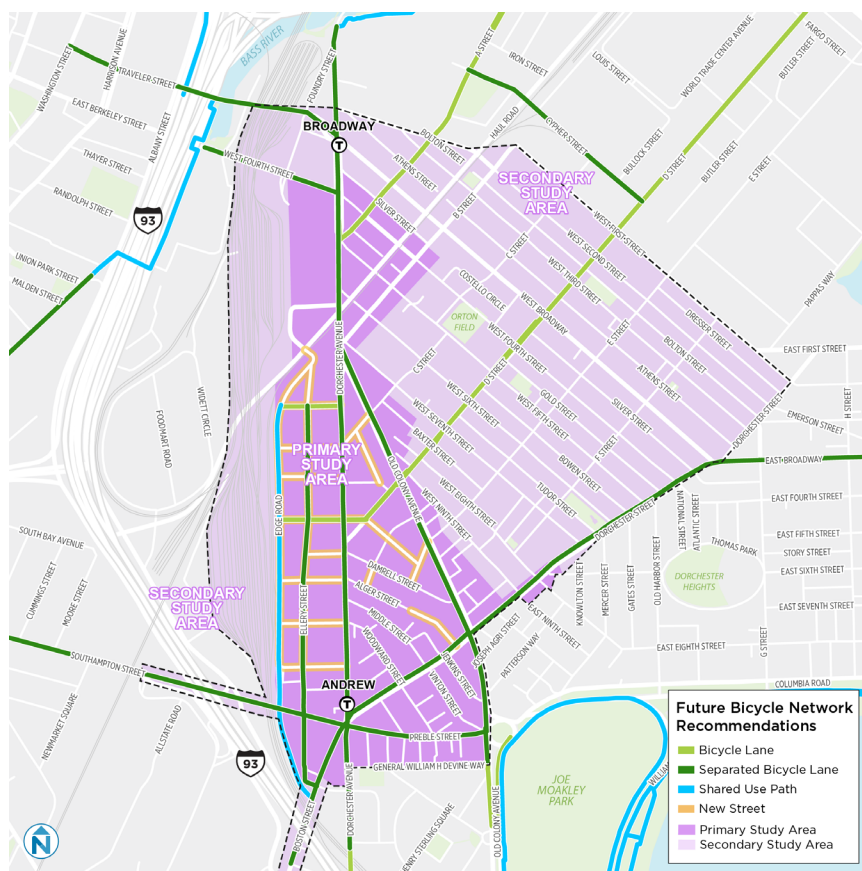 WASHINGTON STREET
HARRISON AVENUE
TRAVELER STREET
BASS RIVER
FOUNDRY STREET
A STREET
IRON STREET
LOUIS STREET
WORLD TRADE CENTER AVENUE
BUTLER STREET
FARGO STREET
EAST BERKELEY STREET
ALBANY STREET
THAYER STREET
RANDOLPH STREET
93
UNION PARK STREET
MALDEN STREET
WEST FOURTH STREET
BROADWAY
T
BOLTON STREET
HAUL ROAD
CYPHER STREET
BULLOCK STREET
D STREET
BUTLER STREET
E STREET
ATHENS STREET
SILVER STREET
B STREET
SECONDARY
STUDY
AREA
WEST FIRST STREET
C STREET
WEST SECOND STREET
WEST THIRD STREET
COSTELLO CIRCLE
WEST BROADWAY
ORTON
FIELD
PAPPAS WAY
DRESSER STREET
BOLTON STREET
E STREET
WEST FOURTH STREET
DORCHESTER AVENUE
C STREET
D STREET
ATHENS STREET
EAST FIRST STREET
WIDETT CIRCLE
FOODMART ROAD
WEST SIXTH STREET
WEST SEVENTH STREET
GOLD STREET
WEST FIFTH STREET
SILVER STREET
H STREET
DORCHESTER STREET
EMERSON STREET
BAXTER STREET
BOWEN STREET
F STREET
PRIMARY
STUDY
AREA
OLD COLONY AVENUE
EAST BROADWAY
WEST EIGHTH STREET
TUDOR STREET
WEST NINTH STREET
EDGE ROAD
DORCHESTER STREET
NATIONAL STREET
ATLANTIC STREET
EAST FOURTH STREET
SOUTH BAY AVENUE
THOMAS PARK
EAST FIFTH STREET
STORY STREET
EAST SIXTH STREET
DORCHESTER
HEIGHTS
CUMMINGS STREET
MOORE STREET
SECONDARY
STUDY
AREA
ELLERY STREET
DAMRELL STREET
ALGER STREET
MIDDLE STREET
WOODWARD STREET
KNOWLTON STREET
MERCER STREET
GATES STREET
OLD HARBOR STREET
EAST SEVENTH STREET
EAST NINTH STREET
JOSEPH AGRI STREET
PATTERSON WAY
EAST EIGHTH STREET
G STREET
SOUTHAMPTON STREET
JENKINS STREET
VINTON STREET
ANDREW
T
COLUMBIA ROAD
NEWMARKET SQUARE
ALLSTATE ROAD
PREBLE STREET
93
GENERAL WILLIAM H DEVINE WAY
JOE
MOAKLEY
PARK
BOSTON STREET
DORCHESTER AVENUE
OLD COLONY AVENUE
ENRY STERLING SQUARE
WILLIA
N
Future Bicycle Network
Recommendations
Bicycle Lane
Separated Bicycle Lane
Shared Use Path
New Street
Primary Study Area
Secondary Study Area